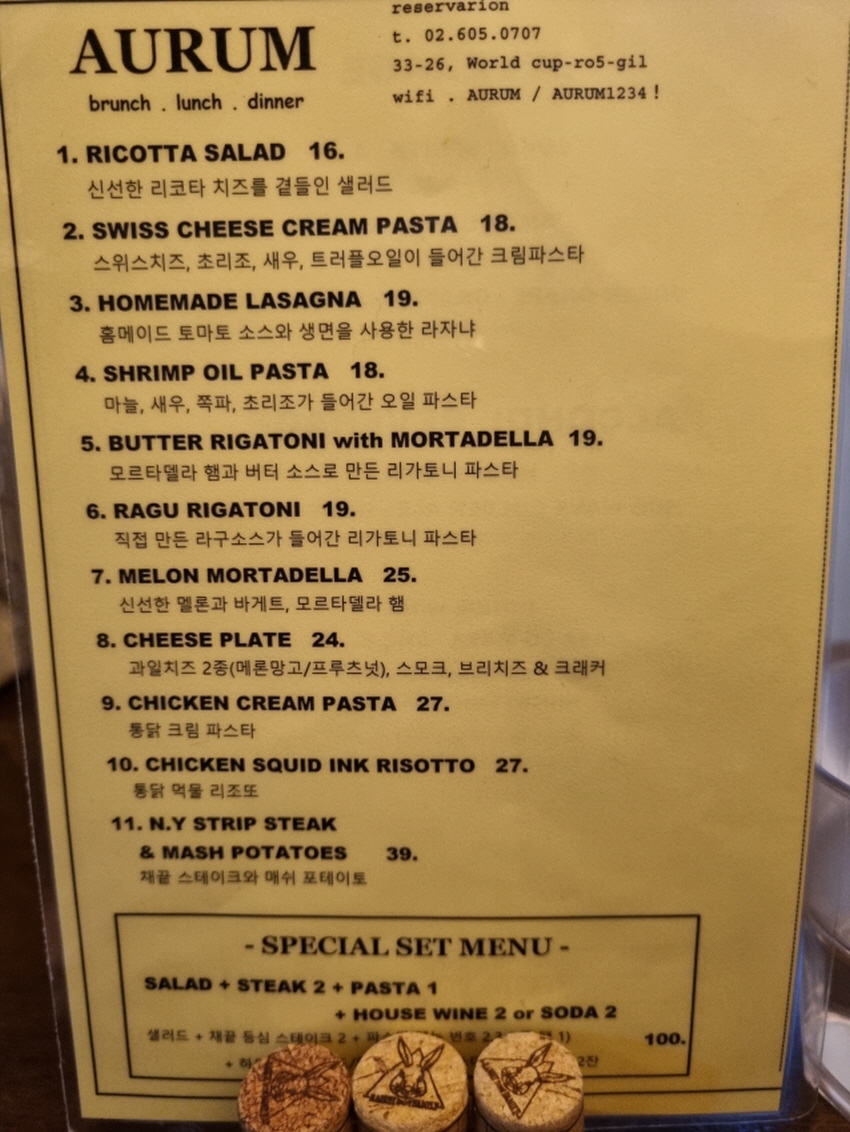 AURUM
brunch . lunch . dinner
reservarion
t. 02.605.0707
33-26, World cup-ro5-gil
wifi . AURUM / AURUM1234!
1. RICOTTA SALAD 16.
신선한 리코타 치즈를 곁들인 샐러드
2. SWISS CHEESE CREAM PASTA 18.
스위스치즈, 초리조, 새우, 트러플오일이 들어간 크림파스타
3. HOMEMADE LASAGNA 19.
홈메이드 토마토 소스와 생면을 사용한 라자냐
4. SHRIMP OIL PASTA 18.
마늘, 새우, 쪽파, 초리조가 들어간 오일 파스타
5. BUTTER RIGATONI with MORTADELLA 19.
모르타델라 햄과 버터 소스로 만든 리가토니 파스타
6. RAGU RIGATONI 19.
직접 만든 라구소스가 들어간 리가토니 파스타
7. MELON MORTADELLA 25.
신선한 멜론과 바게트, 모르타델라 햄
8. CHEESE PLATE 24.
과일치즈 2종(메론망고/프루츠넛), 스모크, 브리치즈 & 크래커
9. CHICKEN CREAM PASTA 27.
통닭 크림 파스타
10. CHICKEN SQUID INK RISOTTO 27.
통닭 먹물 리조또
11. N.Y STRIP STEAK
& MASH POTATOES 39.
채끝 스테이크와 매쉬 포테이토
- SPECIAL SET MENU -
SALAD + STEAK 2 + PASTA 1
+ HOUSE WINE 2 or SODA 2
샐러드 + 채끝 등심 스테이크 2 + 번호 1) 100.
+ 2잔